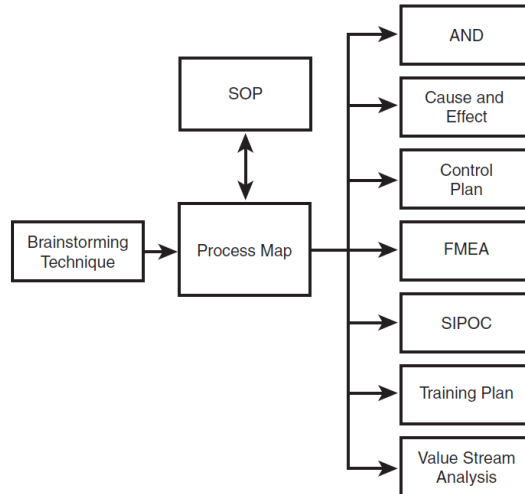 AND
SOP
Cause and
Effect
Control
Plan
Brainstorming
Technique
Process Map
FMEA
SIPOC
Training Plan
Value Stream
Analysis